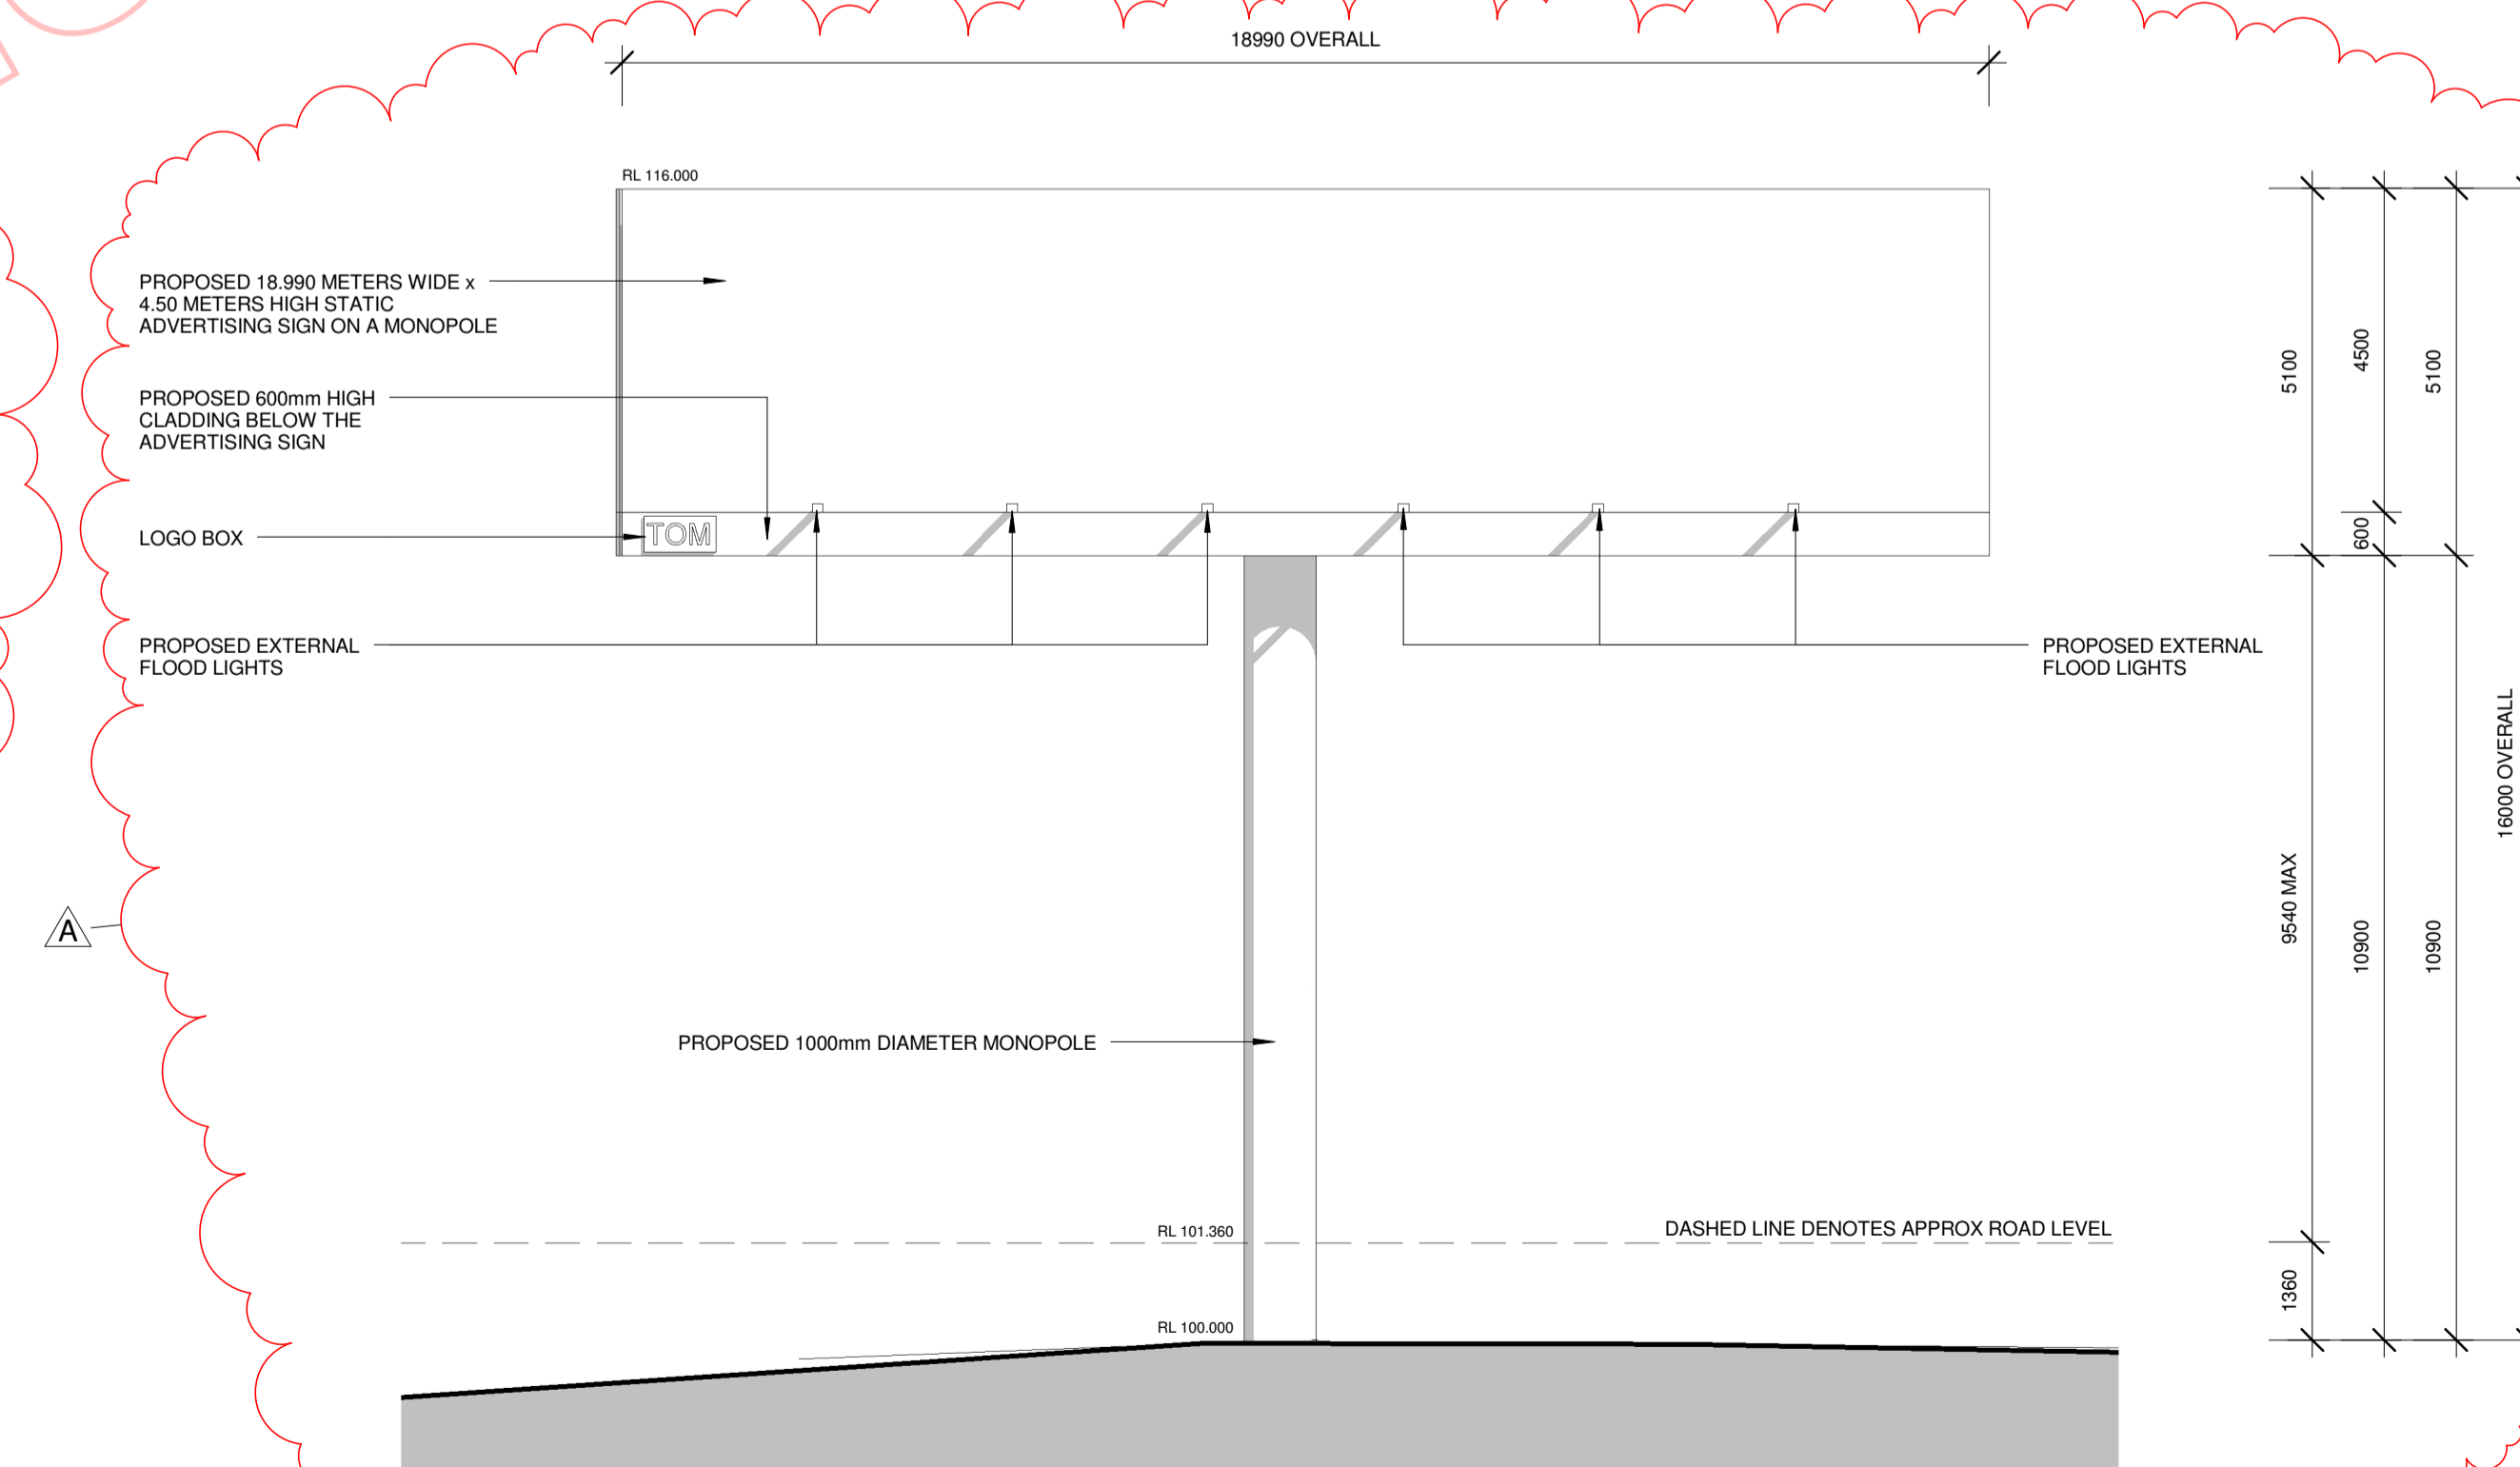 18990 OVERALL
RL 116.000
PROPOSED 18.990 METERS WIDE x
4.50 METERS HIGH STATIC
ADVERTISING SIGN ON A MONOPOLE
PROPOSED 600mm HIGH
CLADDING BELOW THE
ADVERTISING SIGN
LOGO BOX
TOM
PROPOSED EXTERNAL
FLOOD LIGHTS
PROPOSED EXTERNAL
FLOOD LIGHTS
A
PROPOSED 1000mm DIAMETER MONOPOLE
RL 101.360
DASHED LINE DENOTES APPROX ROAD LEVEL
RL 100.000
5100
9540 MAX
1360
4500
600
10900
5100
10900
16000 OVERALL